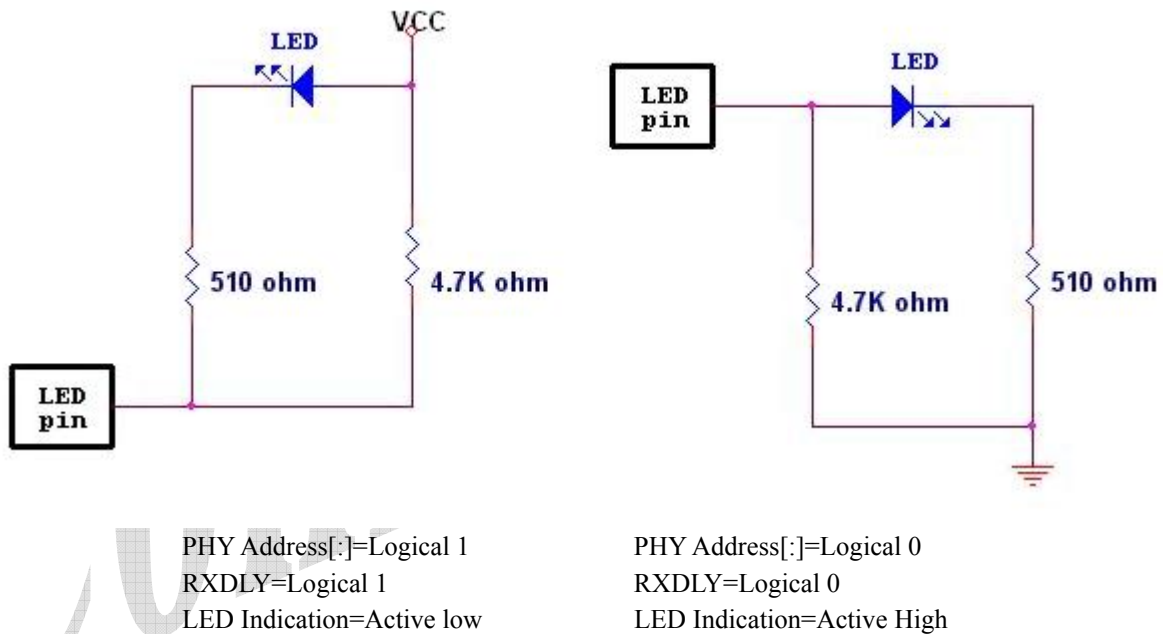 VCC
LED
510 ohm
4.7K ohm
LED
pin
LED
pin
LED
4.7K ohm
510 ohm
PHY Address[:]=Logical 1
RXDLY=Logical 1
LED Indication=Active low
PHY Address[:]=Logical 0
RXDLY=Logical 0
LED Indication=Active High